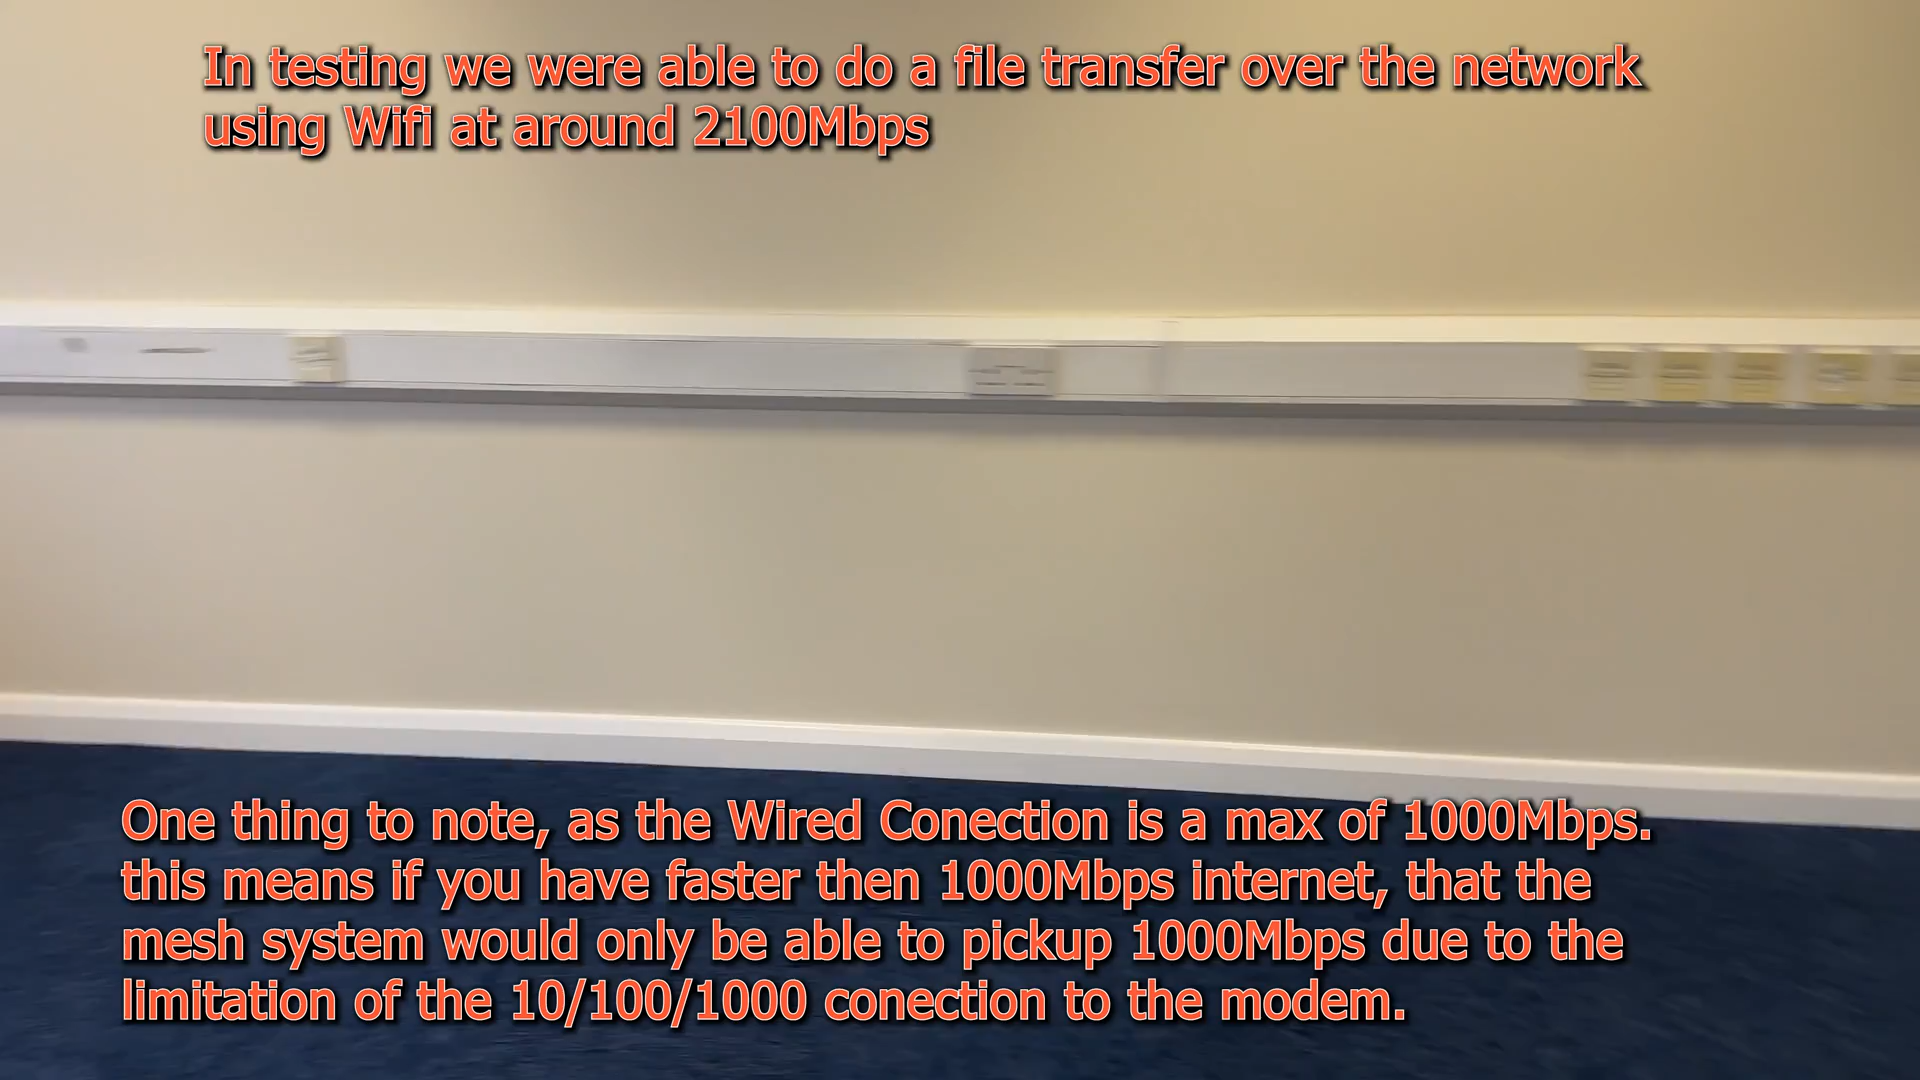 In testing we were able to do a file transfer over the network
using Wifi at around 2100Mbps
One thing to note, as the Wired Conection is a max of 1000Mbps.
this means if you have faster then 1000Mbps internet, that the
mesh system would only be able to pickup 1000Mbps due to the
limitation of the 10/100/1000 conection to the modem.